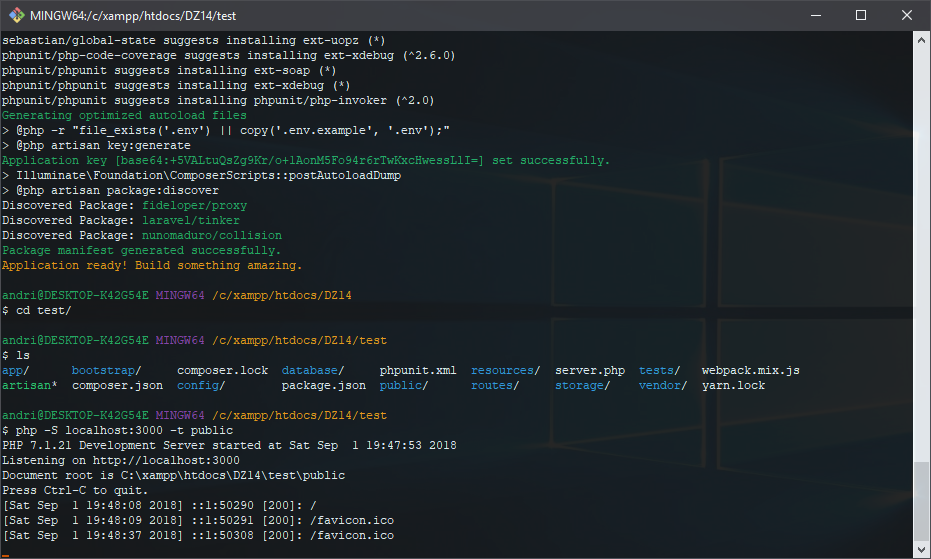 MINGW64:/c/xampp/htdocs/DZ14/test
sebastian/global-state suggests installing ext-uopz (*)
phpunit/php-code-coverage suggests installing ext-xdebug (^2.6.0)
phpunit/phpunit suggests installing ext-soap (*)
phpunit/phpunit suggests installing ext-xdebug (*)
phpunit/phpunit suggests installing phpunit/php-invoker (^2.0)
Generating optimized autoload files
> @php -r "file_exists('.env') || copy('.env.example', '.env');"
> @php artisan key:generate
Application key [base64:+5VALtuQsZg9Kr/o+lAonM5Fo94r6rTwKxcHwessLlI=] set successfully.
> Illuminate\Foundation\ComposerScripts::postAutoloadDump
> @php artisan package:discover
Discovered Package: fideloper/proxy
Discovered Package: laravel/tinker
Discovered Package: nunomaduro/collision
Package manifest generated successfully.
Application ready! Build something amazing.
andri@DESKTOP-K42G54E MINGW64 /c/xampp/htdocs/DZ14
$ cd test/
andri@DESKTOP-K42G54E MINGW64 /c/xampp/htdocs/DZ14/test
$ ls
app/ bootstrap/ composer.lock database/ phpunit.xml resources/ server.php tests/ webpack.mix.js
artisan* composer.json config/ package.json public/ routes/ storage/ vendor/ yarn.lock
andri@DESKTOP-K42G54E MINGW64 /c/xampp/htdocs/DZ14/test
$ php -S localhost:3000 -t public
PHP 7.1.21 Development Server started at Sat Sep  1 19:47:53 2018
Listening on http://localhost:3000
Document root is C:\xampp\htdocs\DZ14\test\public
Press Ctrl-C to quit.
[Sat Sep  1 19:48:08 2018] ::1:50290 [200]: /
[Sat Sep  1 19:48:09 2018] ::1:50291 [200]: /favicon.ico
[Sat Sep  1 19:48:37 2018] ::1:50308 [200]: /favicon.ico